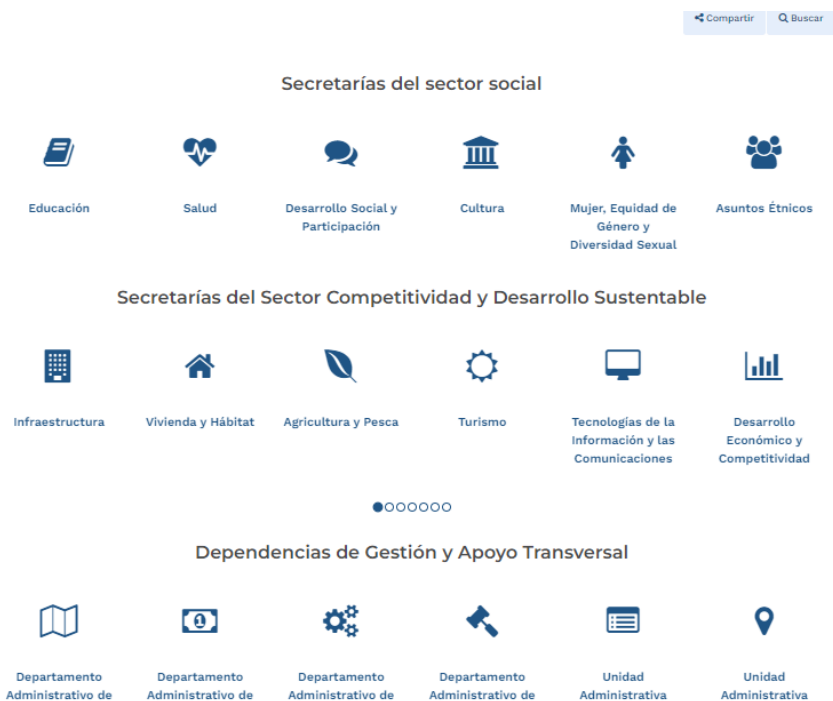 Compartir Buscar
Secretarías del sector social
Educación
Salud
Desarrollo Social y
Participación
Cultura
Mujer, Equidad de
Género y
Diversidad Sexual
Asuntos Étnicos
Secretarías del Sector Competitividad y Desarrollo Sustentable
Infraestructura
Vivienda y Hábitat
Agricultura y Pesca
Turismo
Tecnologías de la
Información y las
Comunicaciones
Desarrollo
Económico y
Competitividad
Dependencias de Gestión y Apoyo Transversal
1
Departamento
Administrativo de
Departamento
Administrativo de
Departamento
Administrativo de
Departamento
Administrativo de
Unidad
Administrativa
Unidad
Administrativa